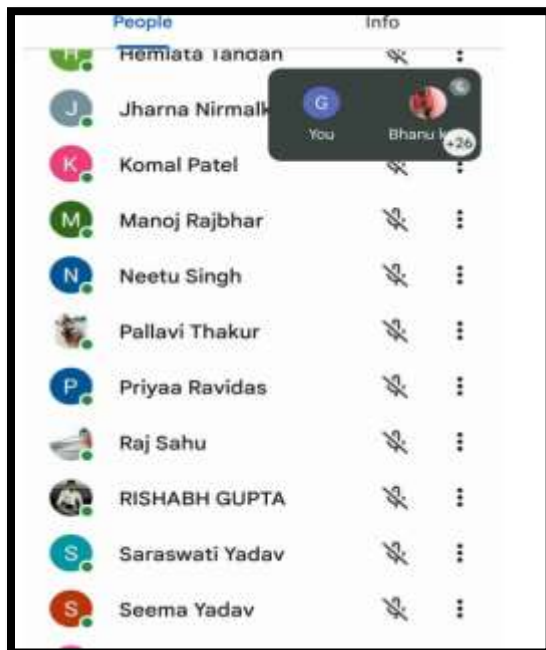 People Info
H Hemlata Tandan
J Jharna Nirmalk
G
You Bhanu k
+26
K Komal Patel
M Manoj Rajbhar
N Neetu Singh
Pallavi Thakur
P Priyaa Ravidas
Raj Sahu
RISHABH GUPTA
S Saraswati Yadav
S Seema Yadav